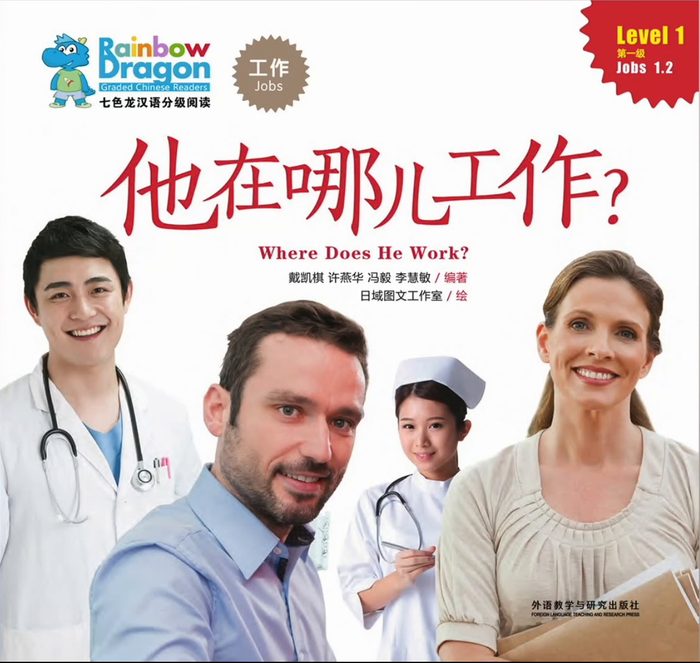 Rainbow
Dragon
Graded Chinese Readers
七色龙汉语分级阅读
工作
Jobs
Level 1
第一级
Jobs 1.2
他在哪儿工作?
Where Does He Work?
戴凯棋 许燕华 冯毅 李慧敏/编著
日域图文工作室/绘
外语教学与研究出版社
FOREIGN LANGUAGE TEACHING AND RESEARCH PRESS